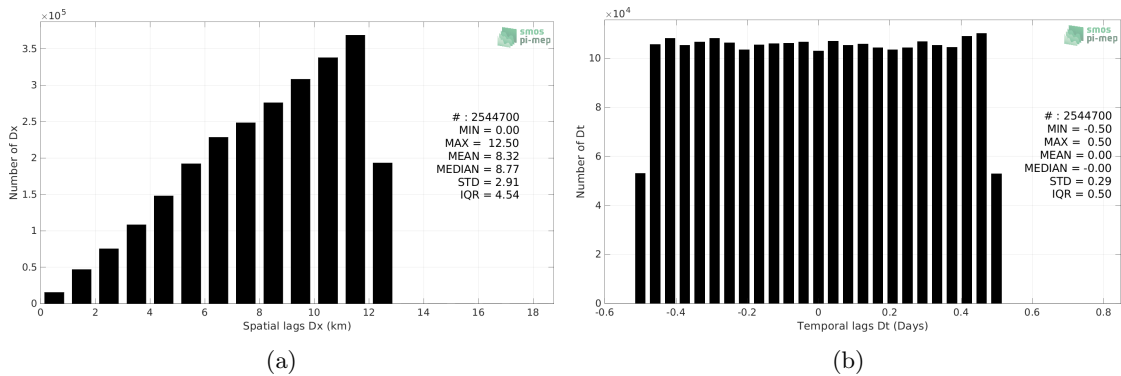 ×10^5
3.5
3
2.5
2
1.5
1
0.5
0
Number of Dx
smos
pi-mep
# : 2544700
MIN = 0.00
MAX = 12.50
MEAN = 8.32
MEDIAN = 8.77
STD = 2.91
IQR = 4.54
0 2 4 6 8 10 12 14 16 18
Spatial lags Dx (km)
(a)
×10^4
10
8
6
4
2
0
Number of Dt
smos
pi-mep
# : 2544700
MIN = -0.50
MAX = 0.50
MEAN = 0.00
MEDIAN = -0.00
STD = 0.29
IQR = 0.50
-0.6 -0.4 -0.2 0 0.2 0.4 0.6 0.8
Temporal lags Dt (Days)
(b)